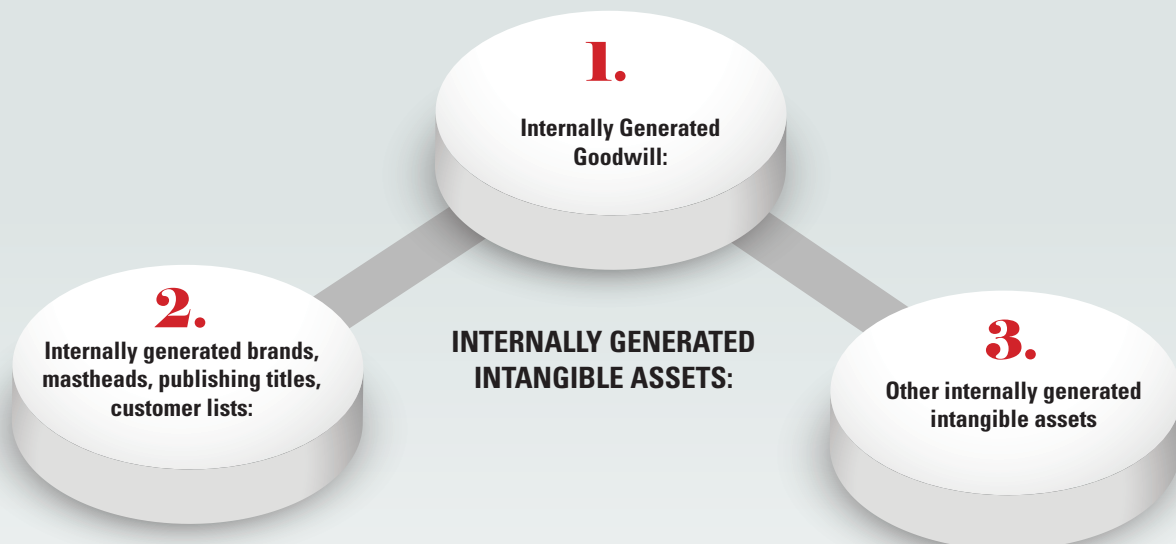 1.
Internally Generated
Goodwill:
2.
Internally generated brands,
mastheads, publishing titles,
customer lists:
INTERNALLY GENERATED
INTANGIBLE ASSETS:
3.
Other internally generated
intangible assets